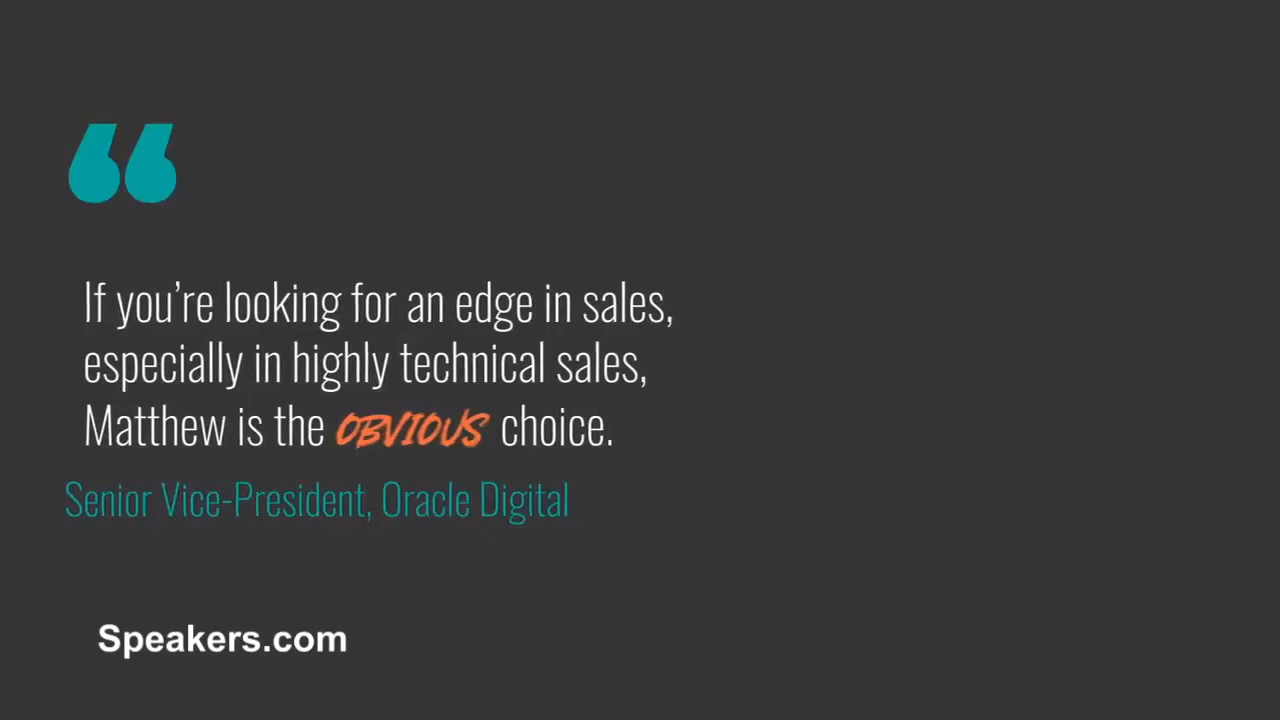 “
If you’re looking for an edge in sales,
especially in highly technical sales,
Matthew is the OBVIOUS choice.
Senior Vice-President, Oracle Digital
Speakers.com